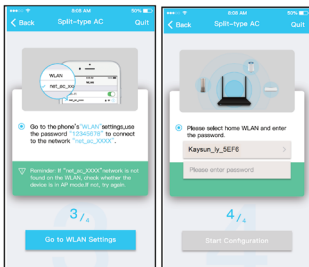 9:08 AM 50%
< Back Split-type AC Quit
WLAN
✓ net_ac_xxx
Go to the phone's "WLAN" settings,use
the password "12345678" to connect
to the network "net_ac_XXXX".
Reminder: If "net_ac_XXXX" network is not
found on the WLAN, check whether the
device is in AP mode.If not, try again.
3/4
Go to WLAN Settings
9:08 AM 50%
< Back Split-type AC Quit
Please select home WLAN and enter
the password.
Kaysun_ly_5EF6 >
Please enter password
4/4
Start Configuration